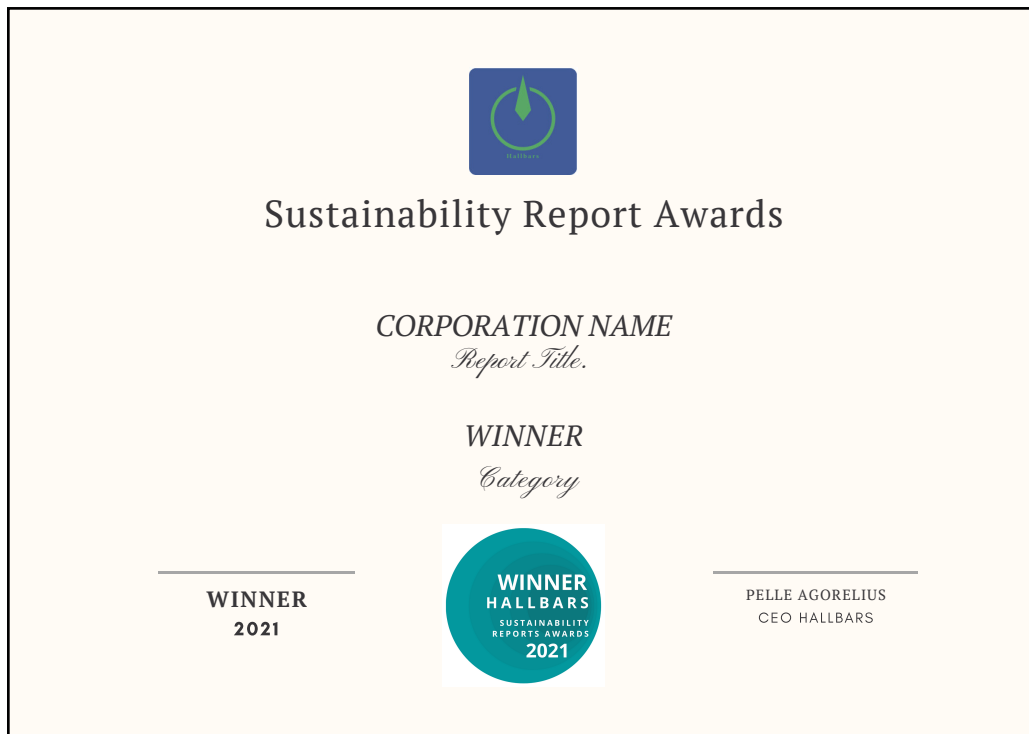 Hallbars
Sustainability Report Awards
CORPORATION NAME
Report Title.
WINNER
Category
WINNER
2021
WINNER
HALLBARS
SUSTAINABILITY
REPORTS AWARDS
2021
PELLE AGORELIUS
CEO HALLBARS